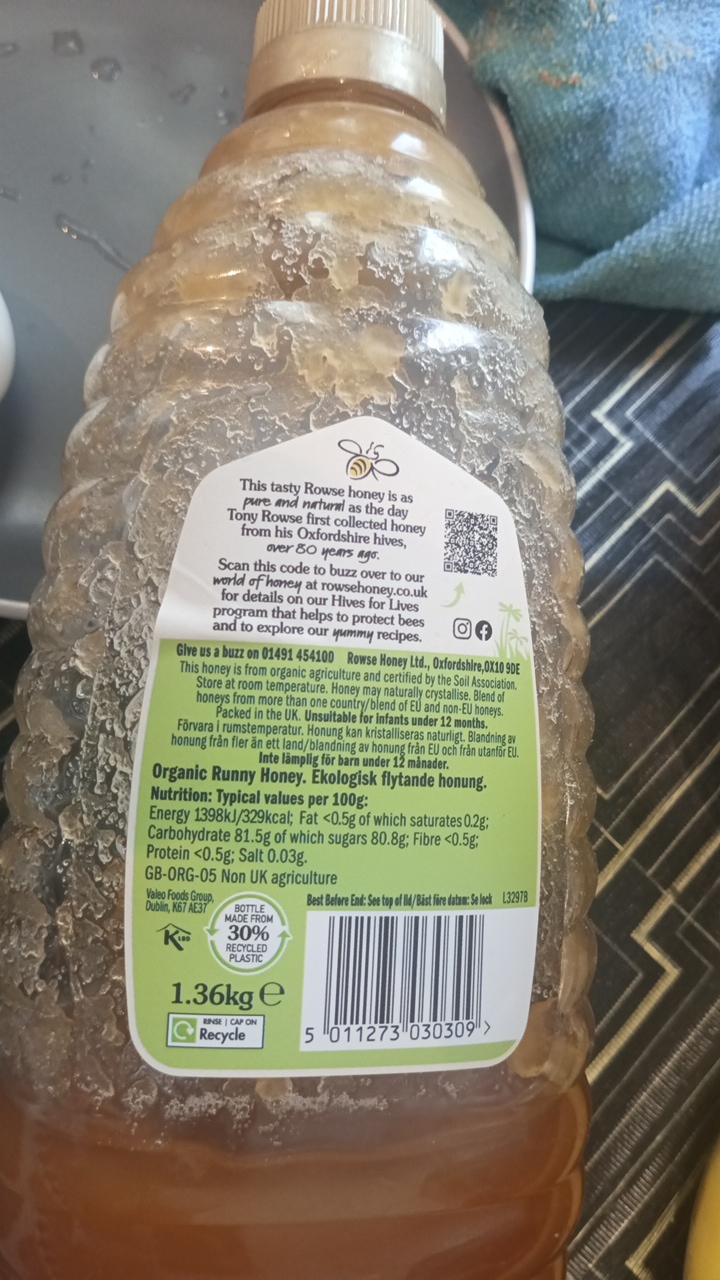 This tasty Rowse honey is as
pure and natural as the day
Tony Rowse first collected honey
from his Oxfordshire hives,
over 80 years ago.
Scan this code to buzz over to our
world of honey at rowsehoney.co.uk
for details on our Hives for Lives
program that helps to protect bees
and to explore our yummy recipes.
Give us a buzz on 01491 454100 Rowse Honey Ltd., Oxfordshire,OX10 9DE
This honey is from organic agriculture and certified by the Soil Association.
Store at room temperature. Honey may naturally crystallise. Blend of
honeys from more than one country/blend of EU and non-EU honeys.
Packed in the UK. Unsuitable for infants under 12 months.
Förvara i rumstemperatur. Honung kan kristalliseras naturligt. Blandning av
honung från fler än ett land/blandning av honung från EU och från utanför EU.
Inte lämplig för barn under 12 månader.
Organic Runny Honey. Ekologisk flytande honung.
Nutrition: Typical values per 100g:
Energy 1398kJ/329kcal; Fat <0.5g of which saturates 0.2g;
Carbohydrate 81.5g of which sugars 80.8g; Fibre <0.5g;
Protein <0.5g; Salt 0.03g.
GB-ORG-05 Non UK agriculture
Valeo Foods Group,
Dublin, K67 AE37
Best Before End: See top of lid/Bäst före datum: Se lock L3297B
K LBD
BOTTLE
MADE FROM
30%
RECYCLED
PLASTIC
1.36kg e
RINSE | CAP ON
Recycle
5 011273 030309 >